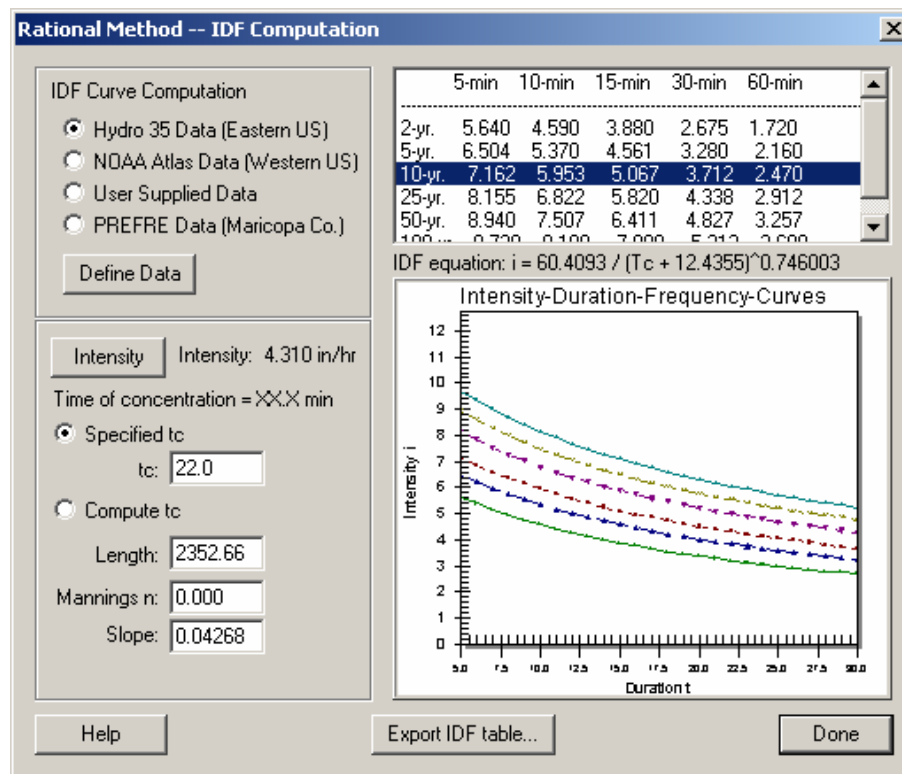 Rational Method -- IDF Computation
IDF Curve Computation
Hydro 35 Data (Eastern US)
NOAA Atlas Data (Western US)
User Supplied Data
PREFRE Data (Maricopa Co.)
Define Data
5-min 10-min 15-min 30-min 60-min
2-yr. 5.640 4.590 3.880 2.675 1.720
5-yr. 6.504 5.370 4.561 3.280 2.160
10-yr. 7.162 5.953 5.067 3.712 2.470
25-yr. 8.155 6.822 5.820 4.338 2.912
50-yr. 8.940 7.507 6.411 4.827 3.257
IDF equation: i = 60.4093 / (Tc + 12.4355)^0.746003
Intensity
Intensity: 4.310 in/hr
Time of concentration = XX.X min
Specified tc
tc: 22.0
Compute tc
Length: 2352.66
Mannings n: 0.000
Slope: 0.04268
Intensity-Duration-Frequency-Curves
Intensity i
12
11
10
9
8
7
6
5
4
3
2
1
0
5.0 7.5 10.0 12.5 15.0 17.5 20.0 22.5 25.0 27.5 30.0
Duration t
Help
Export IDF table...
Done